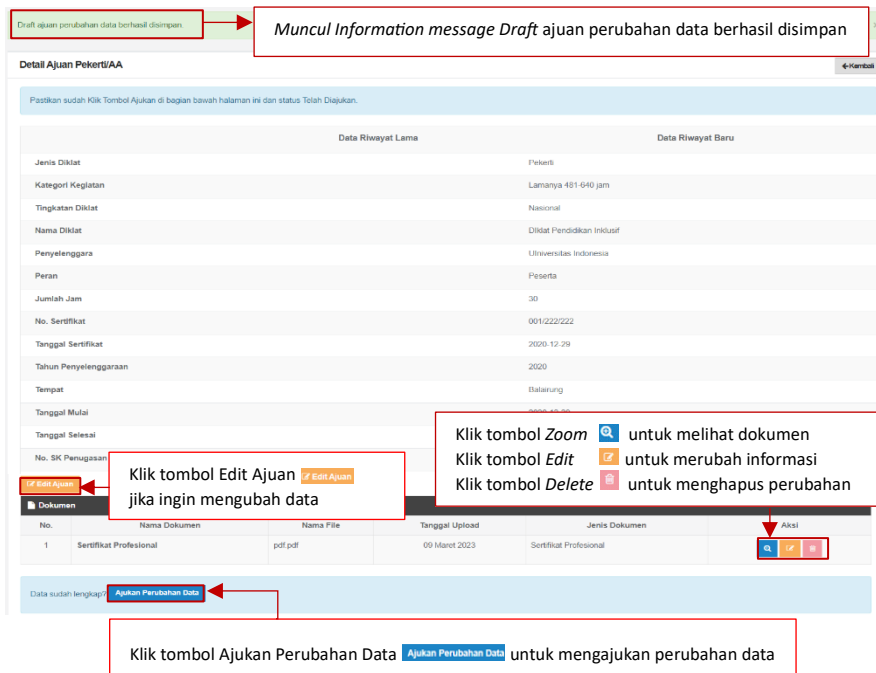 Draft ajuan perubahan data berhasil disimpan.
Muncul Information message Draft ajuan perubahan data berhasil disimpan
Detail Ajuan Pekerti/AA
Kembali
Pastikan sudah Klik Tombol Ajukan di bagian bawah halaman ini dan status Telah Diajukan.
Data Riwayat Lama Data Riwayat Baru
Jenis Diklat Pekerti
Kategori Kegiatan Lamanya 481-640 jam
Tingkatan Diklat Nasional
Nama Diklat Diklat Pendidikan Inklusif
Penyelenggara UIniversitas Indonesia
Peran Peserta
Jumlah Jam 30
No. Sertifikat 001/222/222
Tanggal Sertifikat 2020-12-29
Tahun Penyelenggaraan 2020
Tempat Balairung
Tanggal Mulai
Tanggal Selesai
No. SK Penugasan
Klik tombol Zoom untuk melihat dokumen
Klik tombol Edit untuk merubah informasi
Klik tombol Delete untuk menghapus perubahan
Klik tombol Edit Ajuan Edit Ajuan
jika ingin mengubah data
Edit Ajuan
Dokumen
No. Nama Dokumen Nama File Tanggal Upload Jenis Dokumen Aksi
1 Sertifikat Profesional pdf.pdf 09 Maret 2023 Sertifikat Profesional
Data sudah lengkap? Ajukan Perubahan Data
Klik tombol Ajukan Perubahan Data Ajukan Perubahan Data untuk mengajukan perubahan data